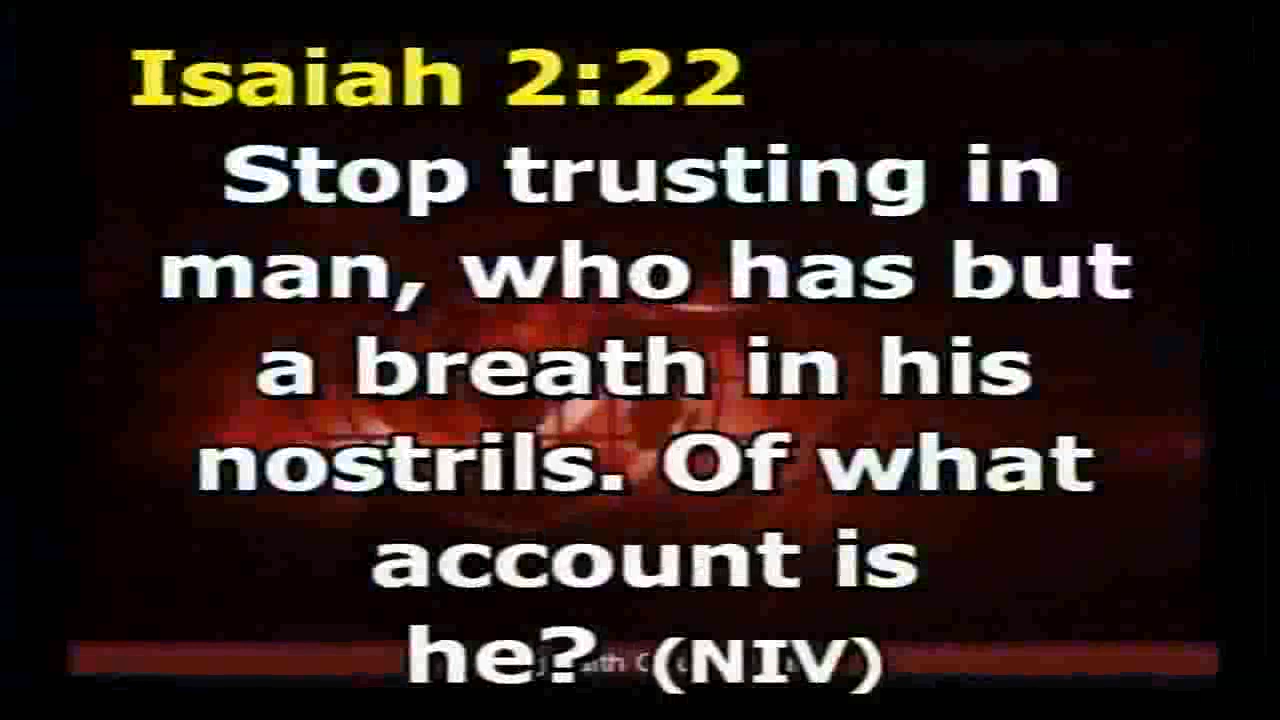 Isaiah 2:22
Stop trusting in
man, who has but
a breath in his
nostrils. Of what
account is
he? (NIV)